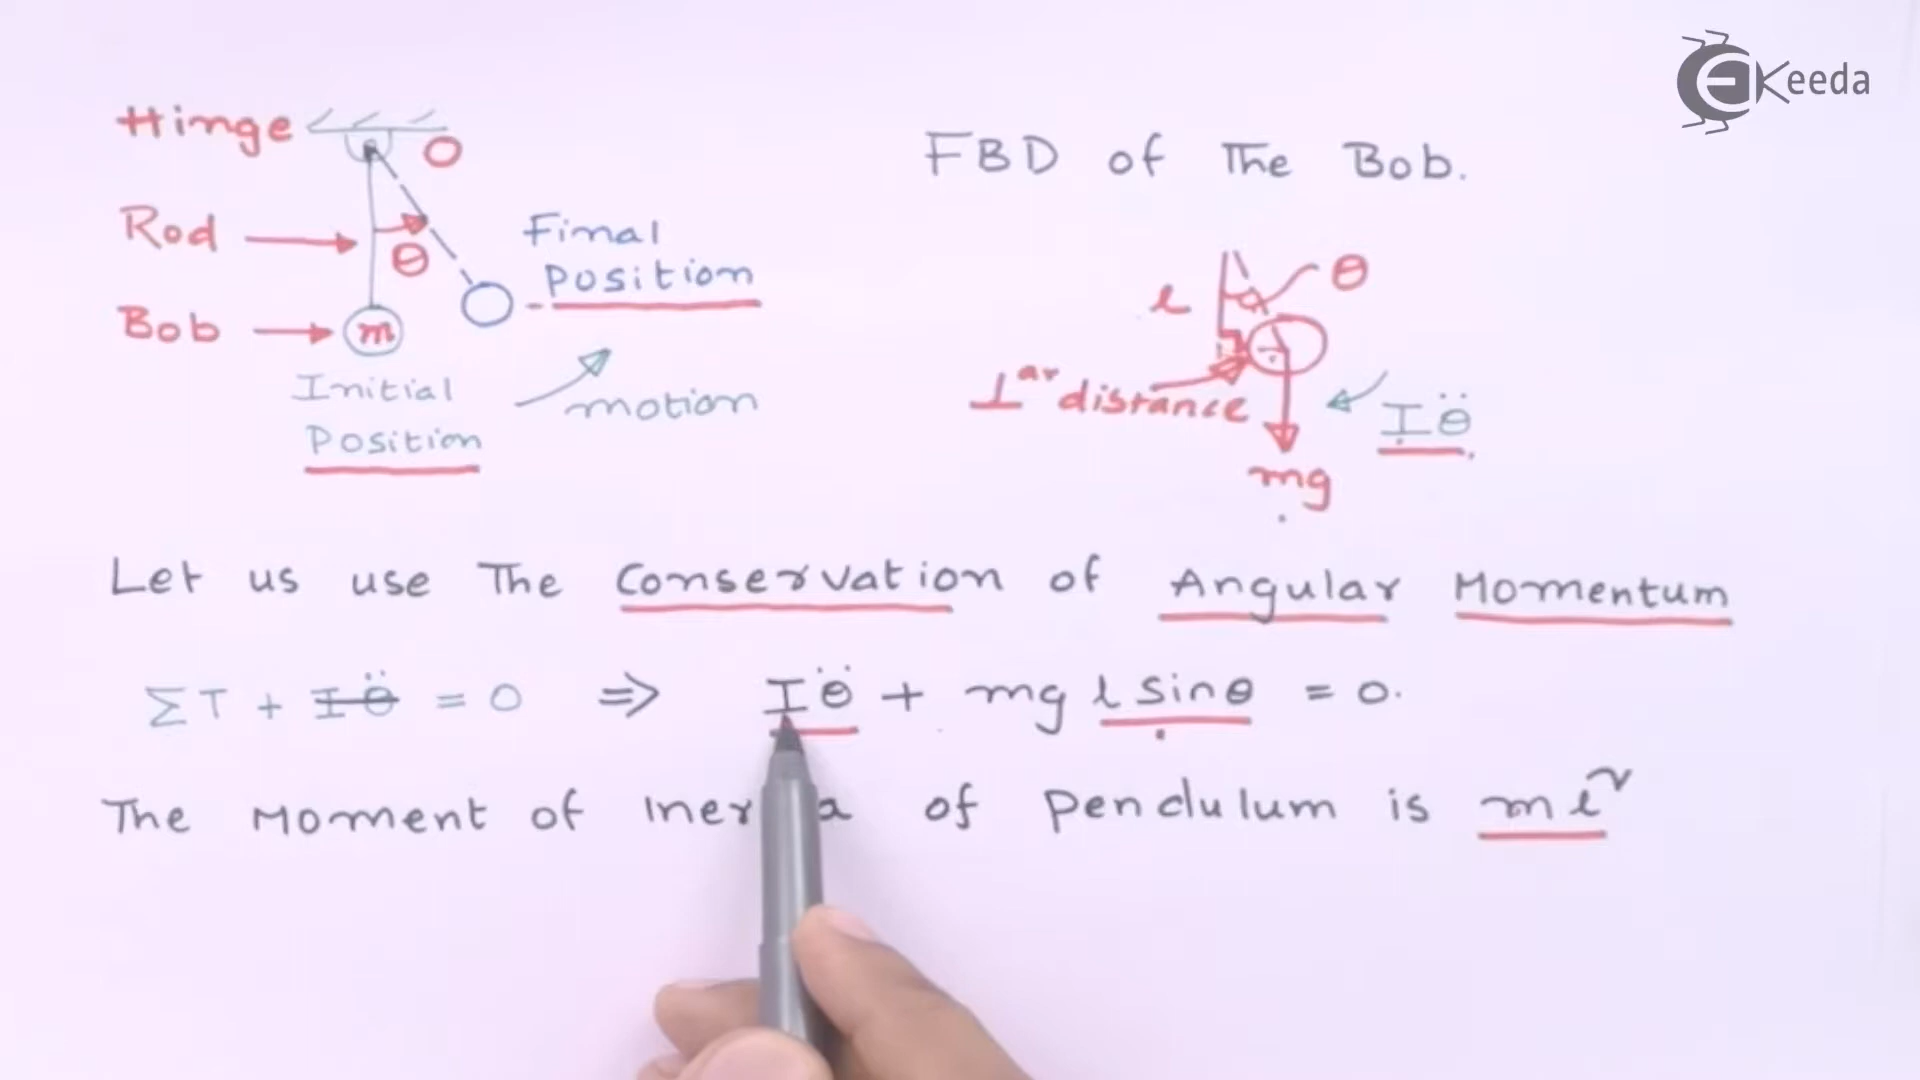 EKeeda
Hinge
O
Rod
θ
Bob
m
Initial
Position
Final
Position
motion
FBD of The Bob.
l
θ
⊥ar distance
Iθ̈
mg
Let us use The Conservation of Angular Momentum
ΣT + Iθ̈ = 0 ⇒ Iθ̈ + mg l sinθ = 0.
The Moment of Iner a of Pendulum is ml²